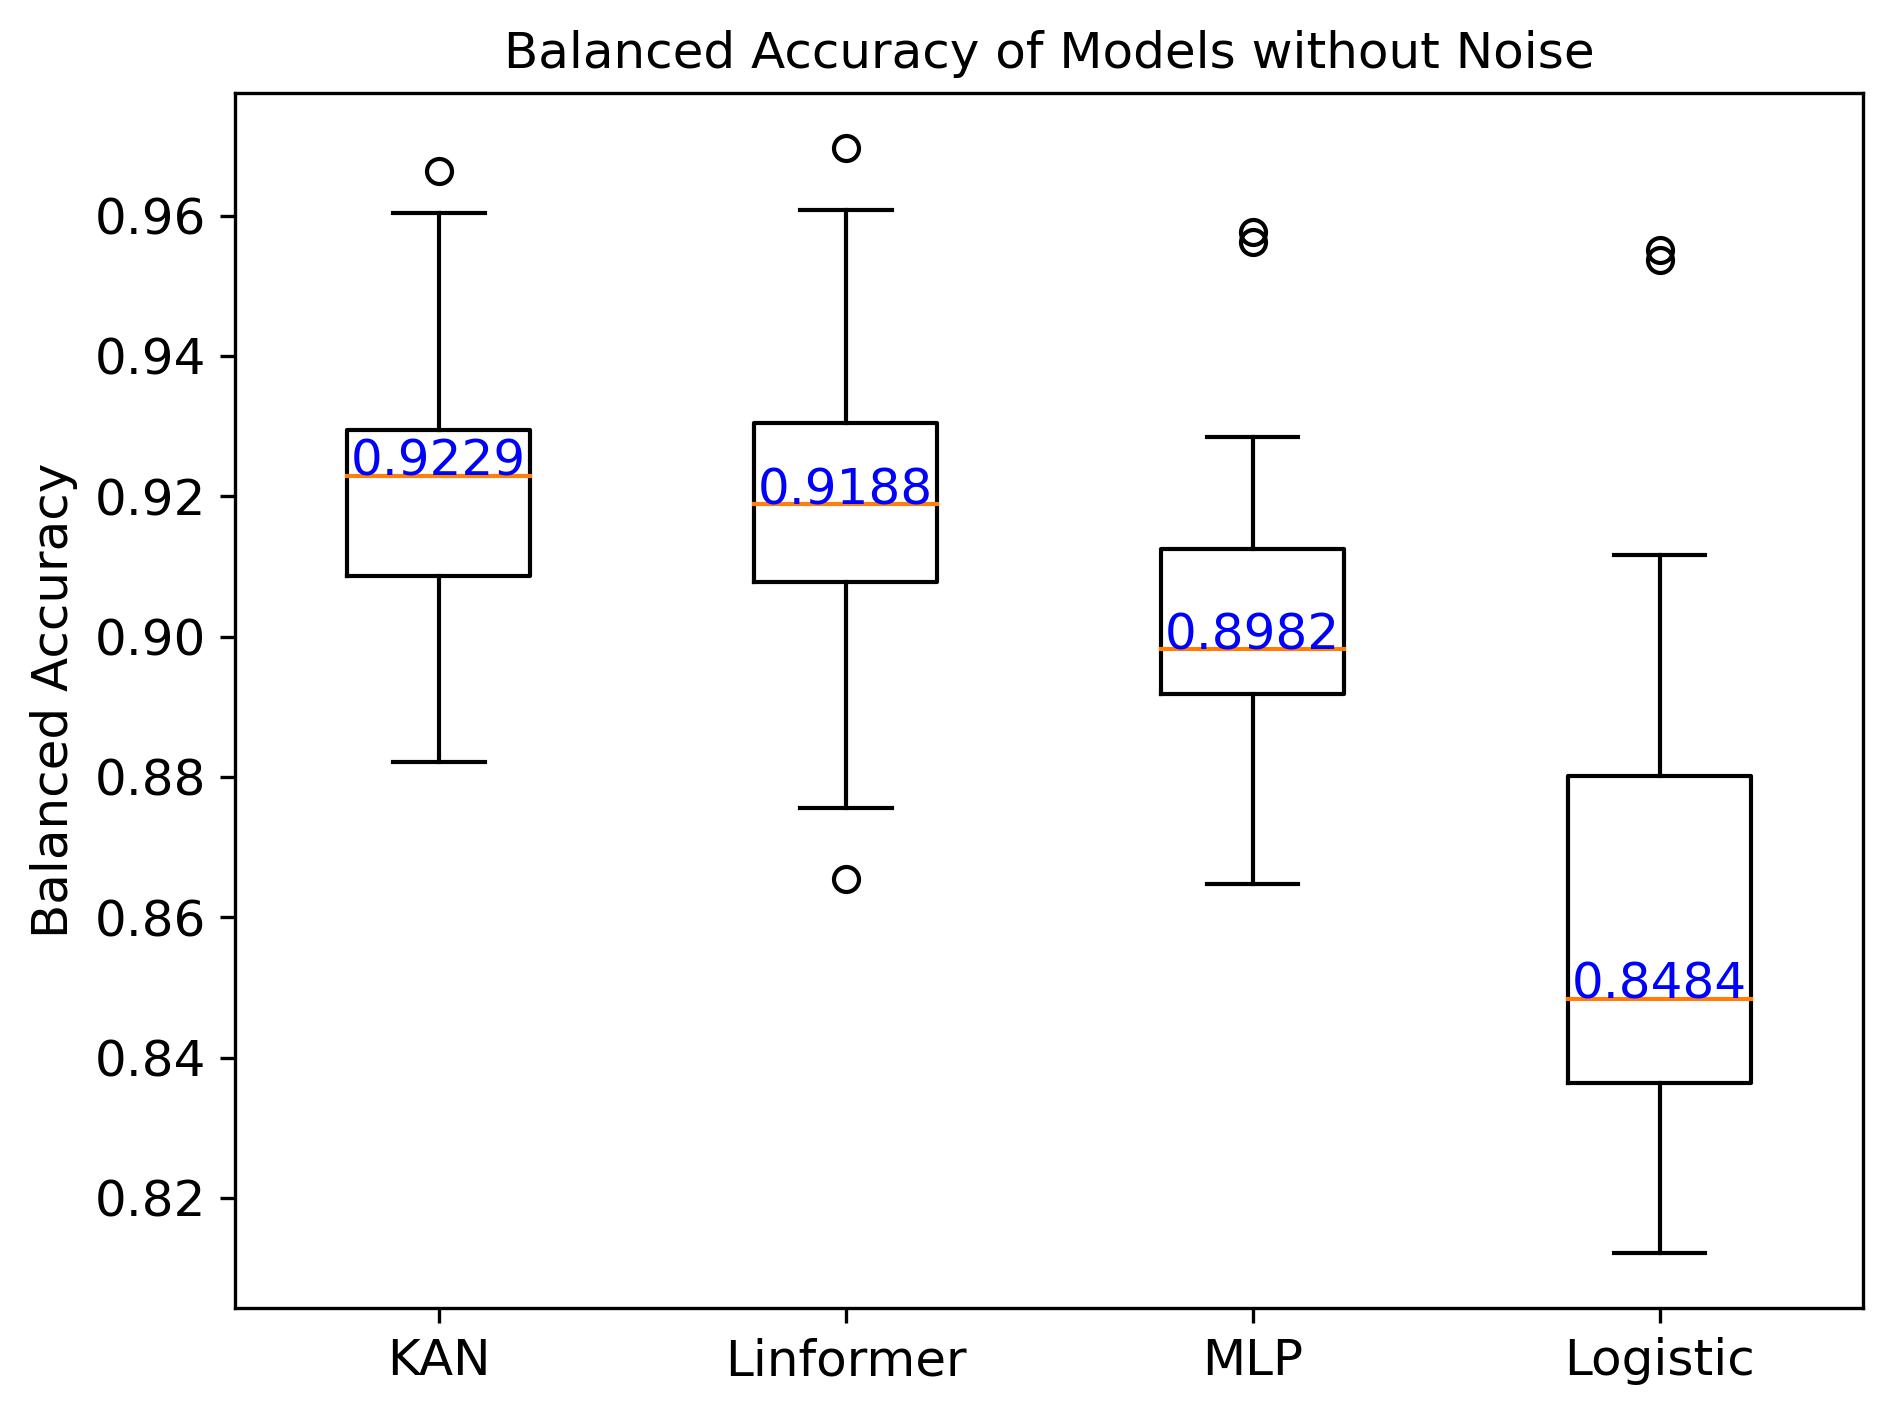 Balanced Accuracy of Models without Noise
Balanced Accuracy
0.96
0.94
0.92
0.90
0.88
0.86
0.84
0.82
0.9229
0.9188
0.8982
0.8484
KAN
Linformer
MLP
Logistic